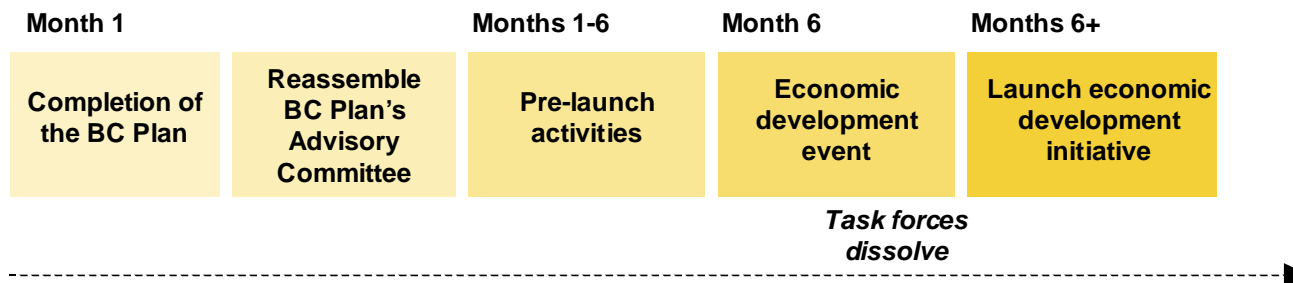 Month 1
Months 1-6
Month 6
Months 6+
Completion of
the BC Plan
Reassemble
BC Plan's
Advisory
Committee
Pre-launch
activities
Economic
development
event
Launch economic
development
initiative
Task forces
dissolve